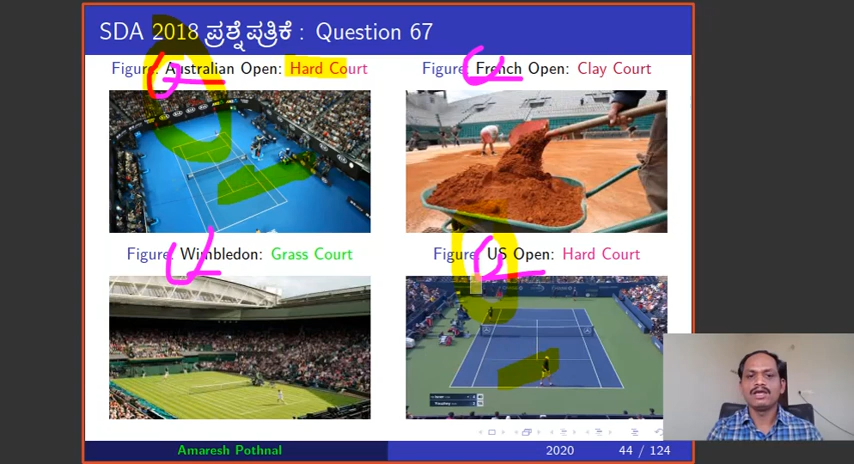 SDA 2018 ಪ್ರಶ್ನೆ ಪತ್ರಿಕೆ : Question 67
Figure: Australian Open: Hard Court
Figure: French Open: Clay Court
Figure: Wimbledon: Grass Court
Figure: US Open: Hard Court
Amaresh Pothnal 2020 44 / 124